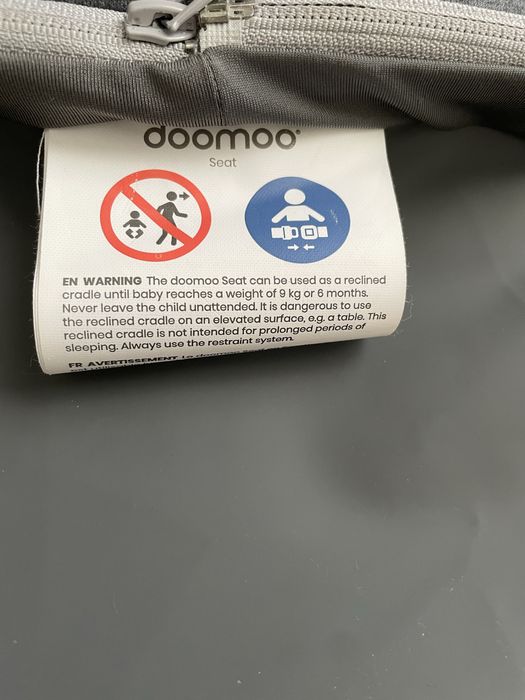 doomoo®
Seat
EN WARNING The doomoo Seat can be used as a reclined
cradle until baby reaches a weight of 9 kg or 6 months.
Never leave the child unattended. It is dangerous to use
the reclined cradle on an elevated surface, e.g. a table. This
reclined cradle is not intended for prolonged periods of
sleeping. Always use the restraint system.
FR AVERTISSEMENT Le doomoo Seat